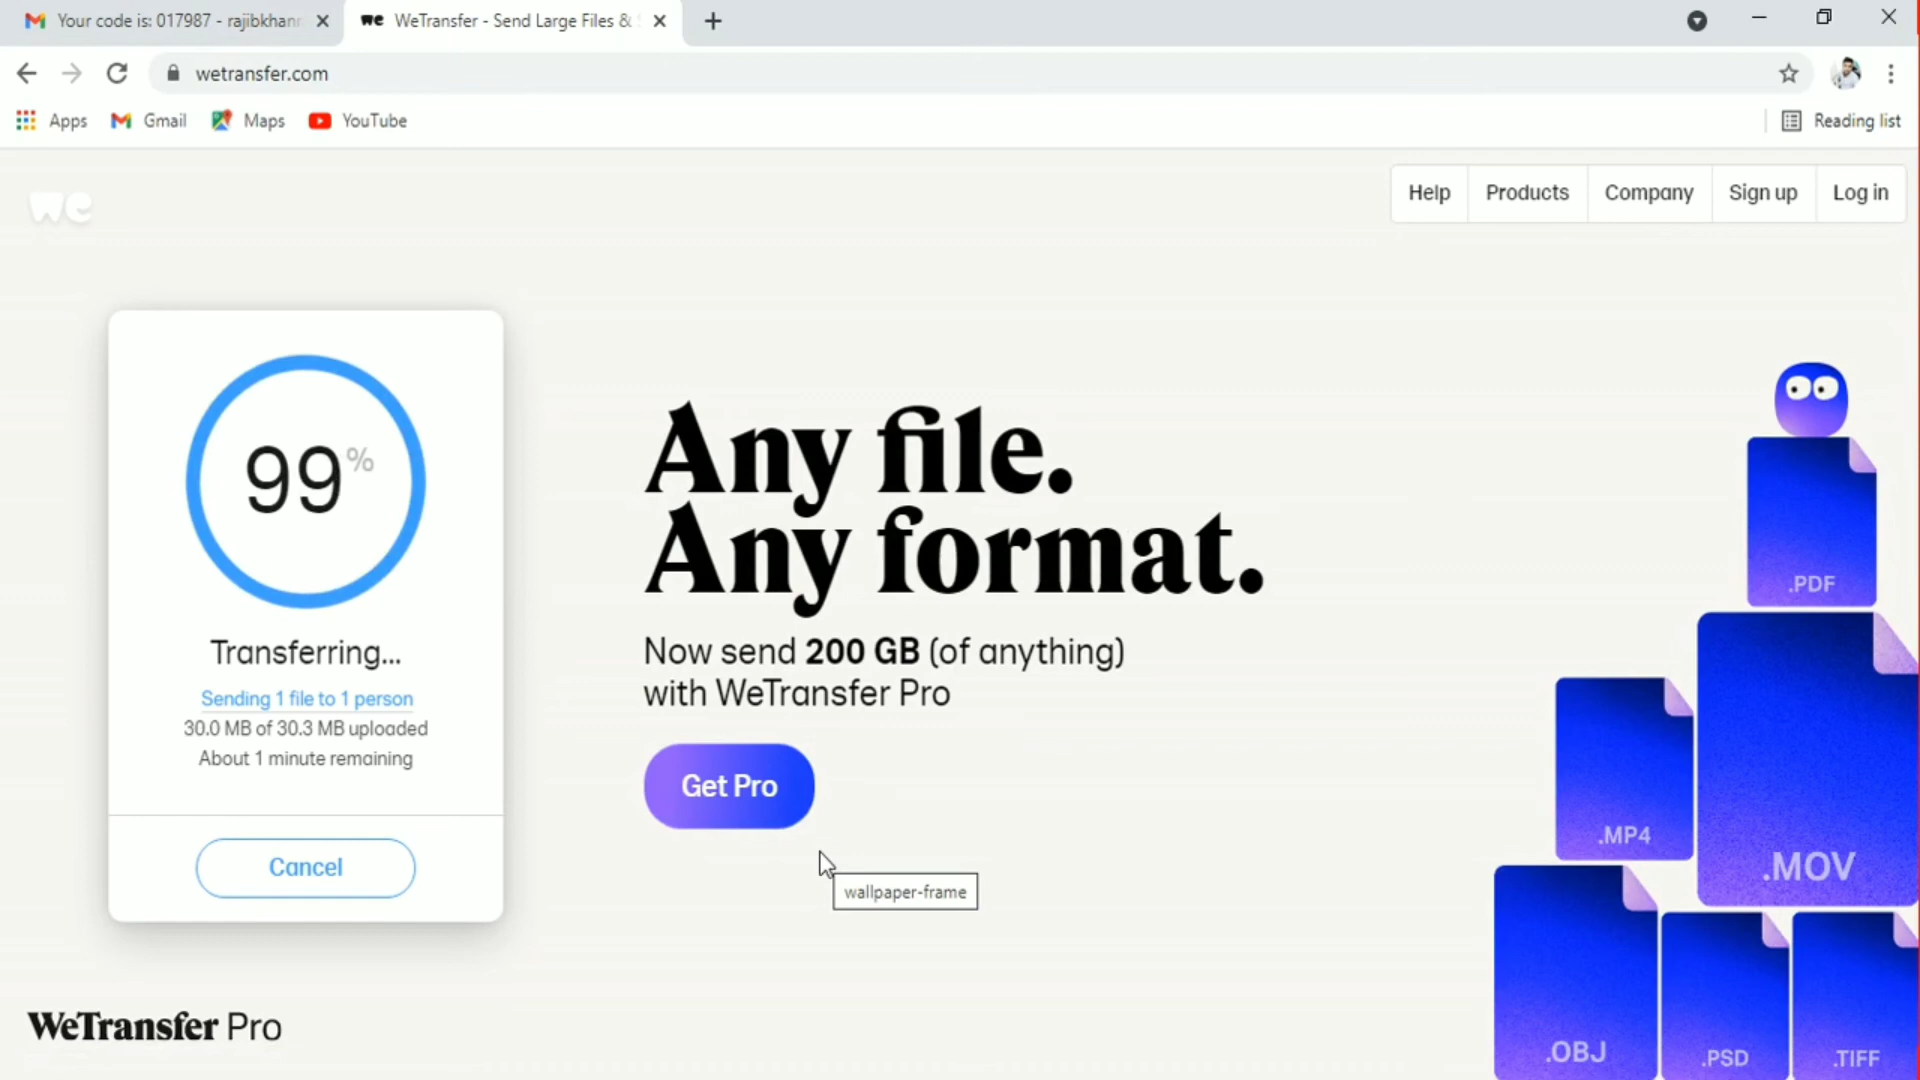 Your code is: 017987 - rajibkhanr
WeTransfer - Send Large Files &
wetransfer.com
Apps
Gmail
Maps
YouTube
Reading list
we
Help
Products
Company
Sign up
Log in
99%
Transferring...
Sending 1 file to 1 person
30.0 MB of 30.3 MB uploaded
About 1 minute remaining
Cancel
Any file.
Any format.
Now send 200 GB (of anything)
with WeTransfer Pro
Get Pro
wallpaper-frame
.PDF
.MP4
.MOV
.OBJ
.PSD
.TIFF
WeTransfer Pro